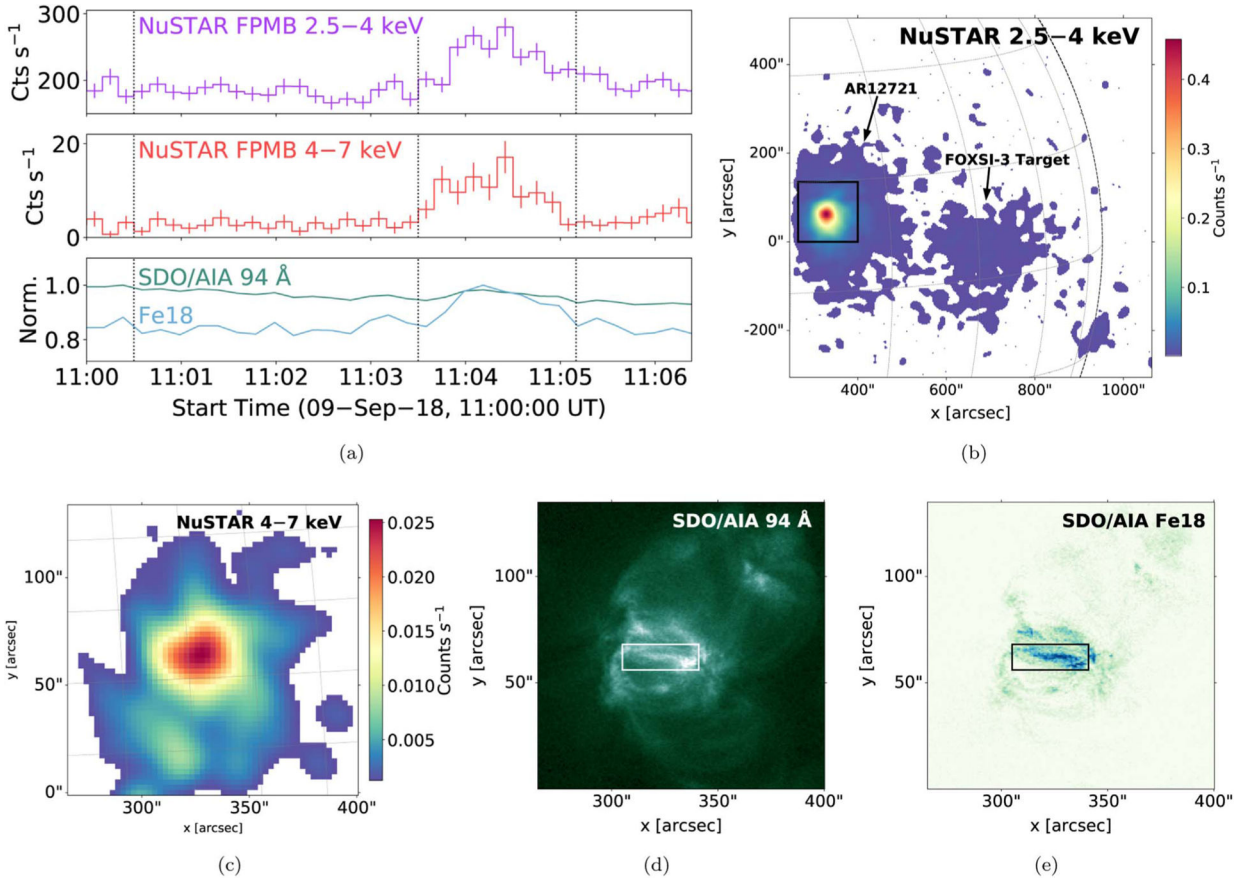 NuSTAR FPMB 2.5−4 keV
300
200
Cts s⁻¹
NuSTAR FPMB 4−7 keV
20
0
Cts s⁻¹
SDO/AIA 94 Å
Fe18
1.0
0.8
Norm.
11:00 11:01 11:02 11:03 11:04 11:05 11:06
Start Time (09−Sep−18, 11:00:00 UT)
(a)
NuSTAR 2.5−4 keV
AR12721
FOXSI-3 Target
400"
200"
0"
-200"
y [arcsec]
400" 600" 800" 1000"
x [arcsec]
0.4
0.3
0.2
0.1
Counts s⁻¹
(b)
NuSTAR 4−7 keV
100"
50"
0"
y [arcsec]
300" 350" 400"
x [arcsec]
0.025
0.020
0.015
0.010
0.005
Counts s⁻¹
(c)
SDO/AIA 94 Å
100"
50"
y [arcsec]
300" 350" 400"
x [arcsec]
(d)
SDO/AIA Fe18
100"
50"
y [arcsec]
300" 350" 400"
x [arcsec]
(e)